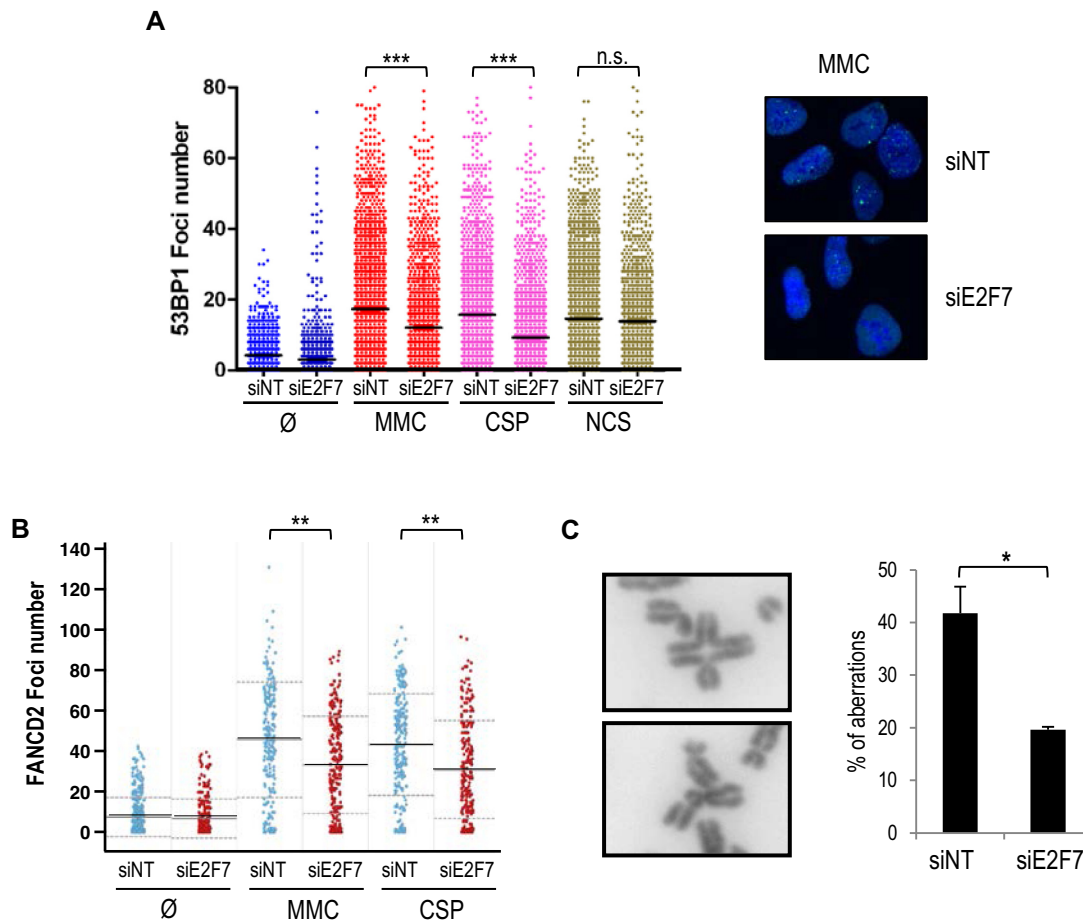 A
*** *** n.s.
MMC
80
60
40
20
0
53BP1 Foci number
siNT
siE2F7
siNT siE2F7 siNT siE2F7 siNT siE2F7 siNT siE2F7
Ø MMC CSP NCS
B
** **
140
120
100
80
60
40
20
0
FANCD2 Foci number
siNT siE2F7 siNT siE2F7 siNT siE2F7
Ø MMC CSP
C
*
50
40
30
20
10
0
% of aberrations
siNT siE2F7